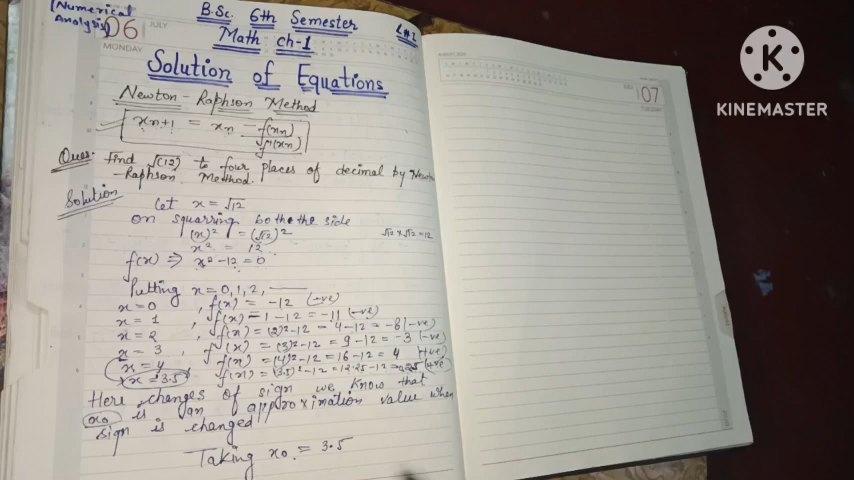 (Numerical Analysis)
06
JULY
MONDAY
B.Sc. 6th Semester
L#1
Math ch-1
Solution of Equations
Newton-Raphson Method
xn+1 = xn - f(xn)/f'(xn)
Ques. Find √(12) to four places of decimal by Newton
-Raphson Method.
Solution
Let x = √12
on squarring bothe the side
(x)² = (√12)²
√12 x √12 = 12
x² = 12
f(x) ⇒ x² - 12 = 0
Putting x = 0, 1, 2, ——
x = 0 , f(x) = -12 (-ve)
x = 1 , f(x) = 1 - 12 = -11 (-ve)
x = 2 , f(x) = (2)² - 12 = 4 - 12 = -8 (-ve)
x = 3 , f(x) = (3)² - 12 = 9 - 12 = -3 (-ve)
x = 4 , f(x) = (4)² - 12 = 16 - 12 = 4 (+ve)
x = 3.5 f(x) = (3.5)² - 12 = 12.25 - 12 = 0.25 (+ve)
Here changes of sign we know that
x0 is an approximation value when
sign is changed
Taking x0 = 3.5
07
TUESDAY
KINEMASTER